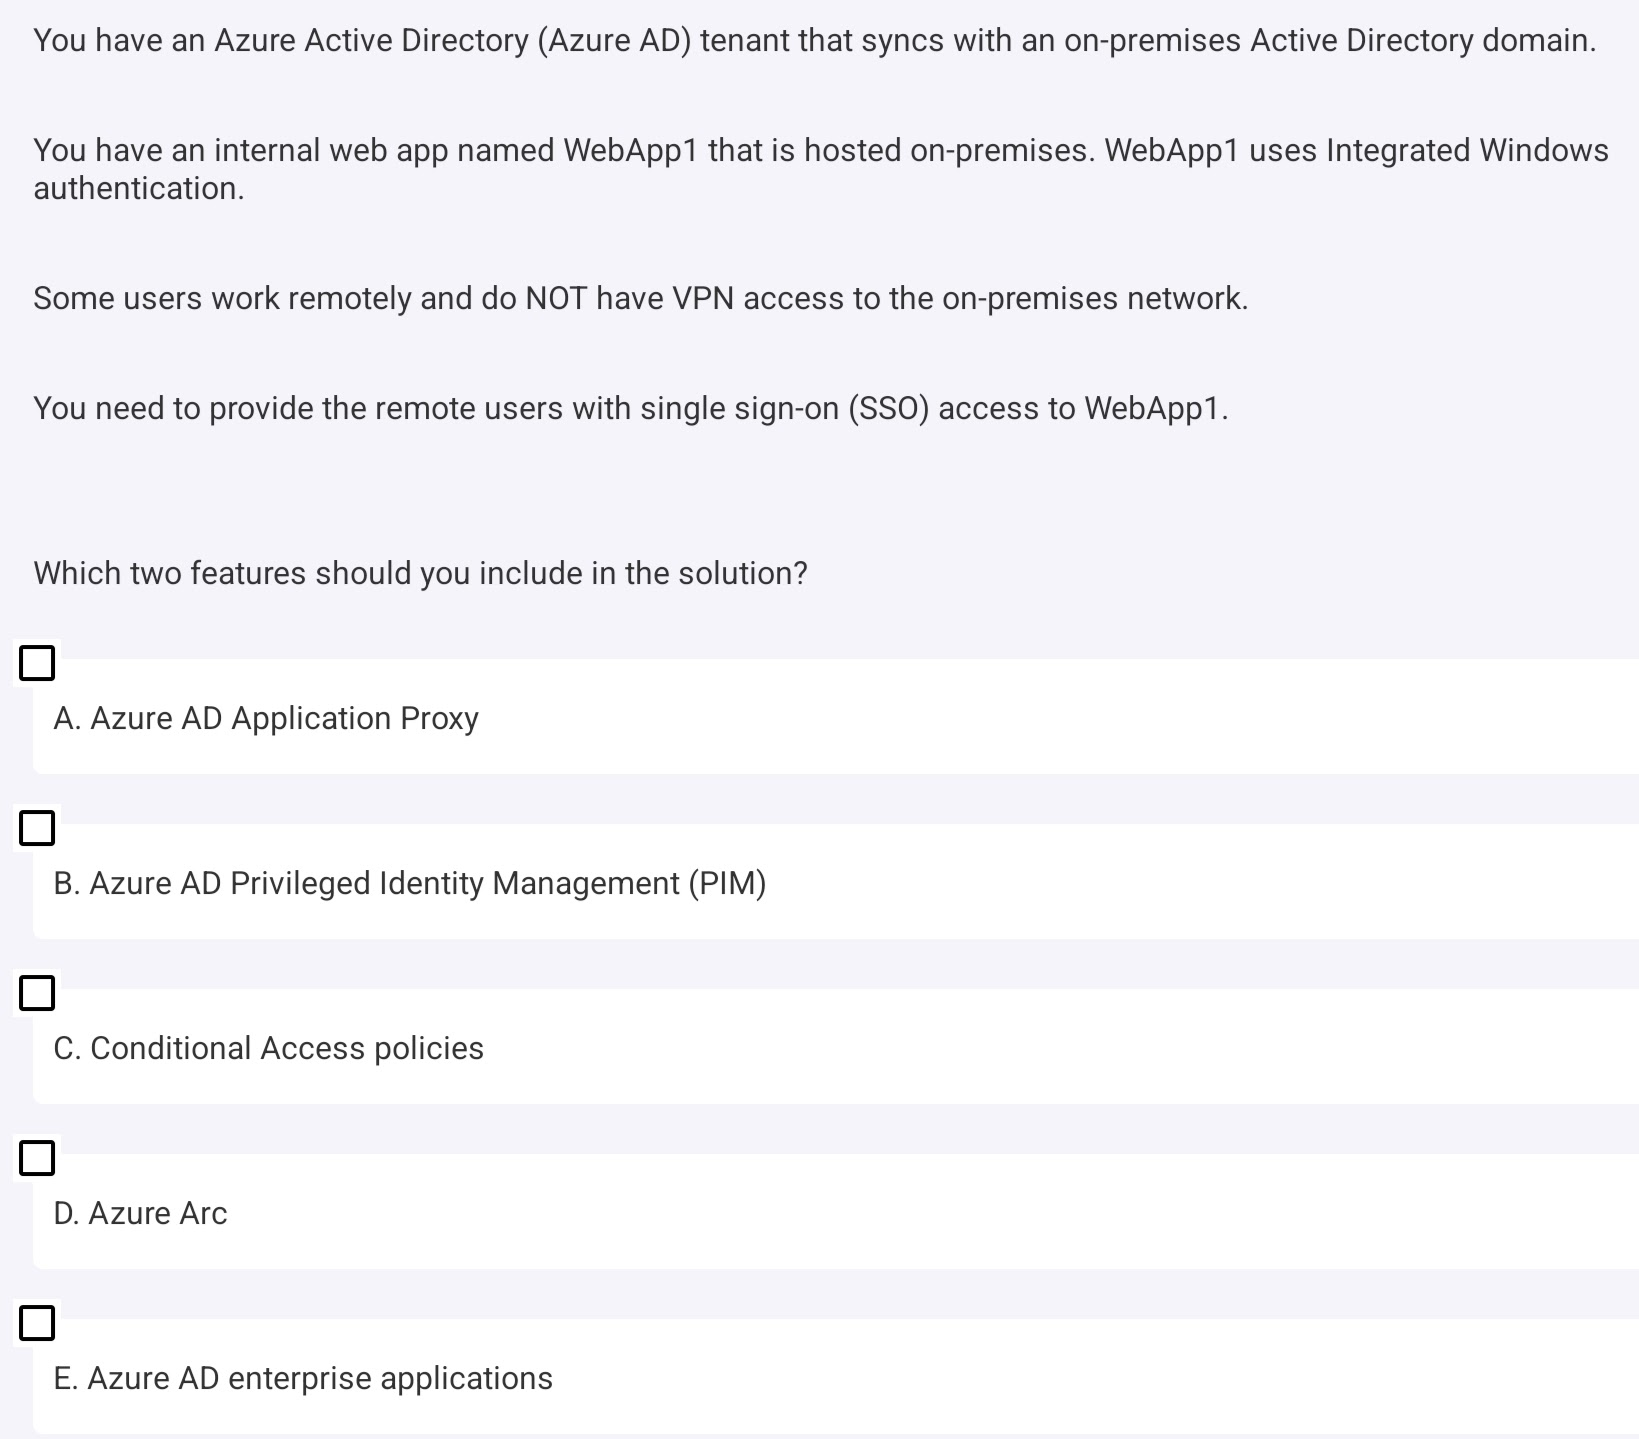 You have an Azure Active Directory (Azure AD) tenant that syncs with an on-premises Active Directory domain.
You have an internal web app named WebApp1 that is hosted on-premises. WebApp1 uses Integrated Windows
authentication.
Some users work remotely and do NOT have VPN access to the on-premises network.
You need to provide the remote users with single sign-on (SSO) access to WebApp1.
Which two features should you include in the solution?
A. Azure AD Application Proxy
B. Azure AD Privileged Identity Management (PIM)
C. Conditional Access policies
D. Azure Arc
E. Azure AD enterprise applications